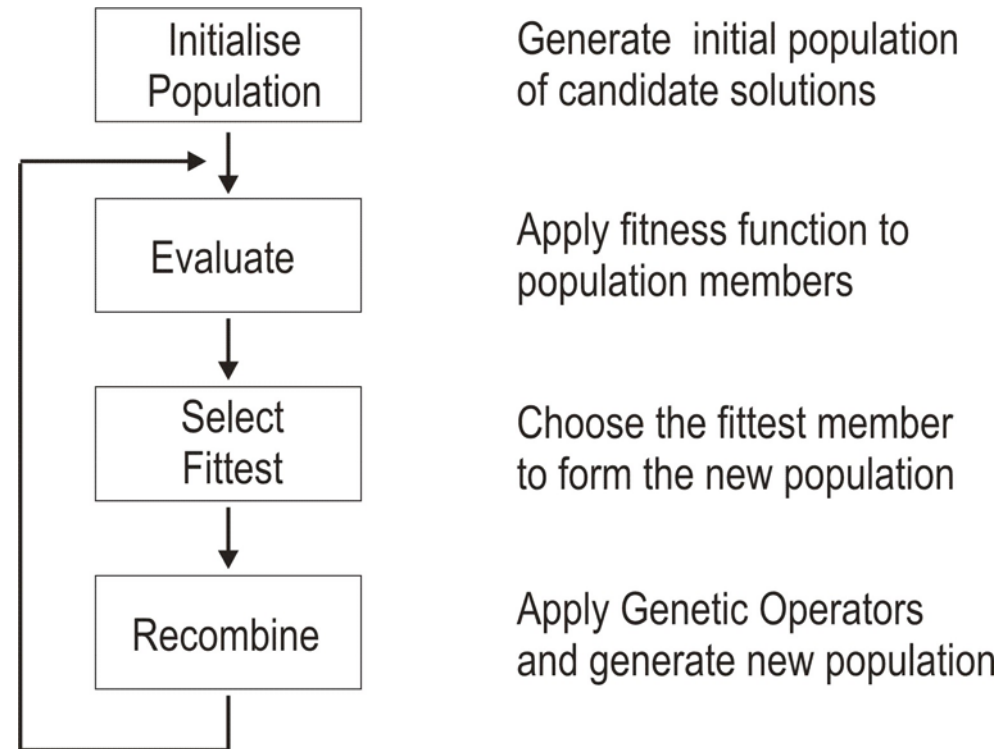 Initialise
Population
Generate initial population
of candidate solutions
Evaluate
Apply fitness function to
population members
Select
Fittest
Choose the fittest member
to form the new population
Recombine
Apply Genetic Operators
and generate new population